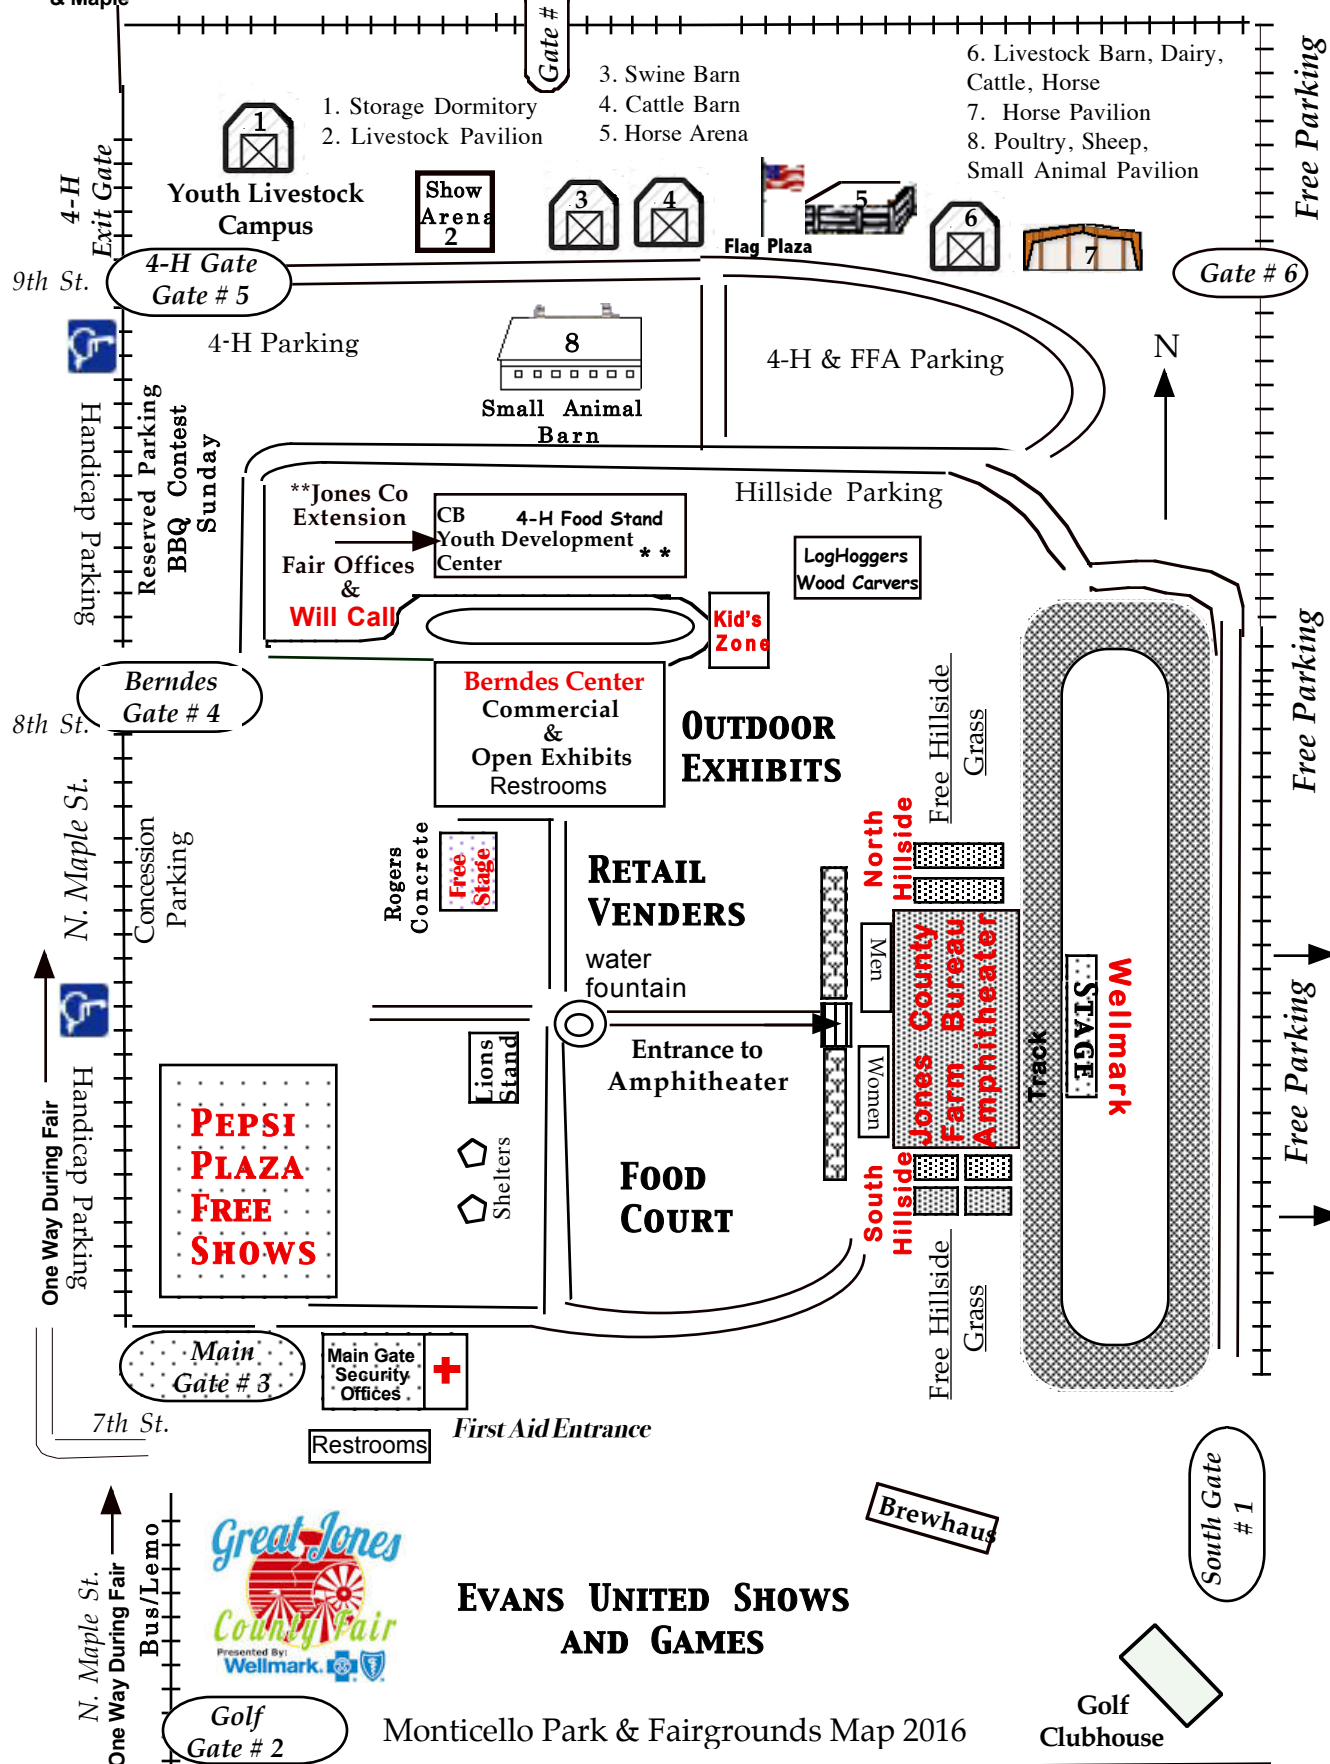 & Maple
Gate #
3. Swine Barn
4. Cattle Barn
5. Horse Arena
6. Livestock Barn, Dairy,
Cattle, Horse
7. Horse Pavilion
8. Poultry, Sheep,
Small Animal Pavilion
1. Storage Dormitory
2. Livestock Pavilion
Free Parking
1
Youth Livestock
Campus
Show
Arena
2
3
4
5
6
7
Flag Plaza
4-H
Exit Gate
9th St.
4-H Gate
Gate # 5
Gate # 6
4-H Parking
8
Small Animal
Barn
4-H & FFA Parking
N
Handicap Parking
Reserved Parking
BBQ Contest
Sunday
**Jones Co
Extension
Fair Offices
&
Will Call
CB
4-H Food Stand
Youth Development
Center
**
Hillside Parking
LogHoggers
Wood Carvers
Kid's
Zone
Free Parking
Berndes
Gate # 4
8th St.
Berndes Center
Commercial
&
Open Exhibits
Restrooms
Outdoor
Exhibits
Free Hillside
Grass
N. Maple St.
Concession
Parking
Rogers
Concrete
Free
Stage
Retail
Venders
North
Hillside
water
fountain
Men
Women
Jones County
Farm Bureau
Amphitheater
Track
Stage
Wellmark
Free Parking
Entrance to
Amphitheater
Lions
Stand
Shelters
Handicap Parking
One Way During Fair
Pepsi
Plaza
Free
Shows
Food
Court
South
Hillside
Free Hillside
Grass
Main
Gate # 3
Main Gate
Security
Offices
First Aid Entrance
7th St.
Restrooms
Brewhaus
South Gate
# 1
N. Maple St.
One Way During Fair
Bus/Lemo
Great Jones
County Fair
Presented By:
Wellmark.
Evans United Shows
and Games
Golf
Gate # 2
Monticello Park & Fairgrounds Map 2016
Golf
Clubhouse